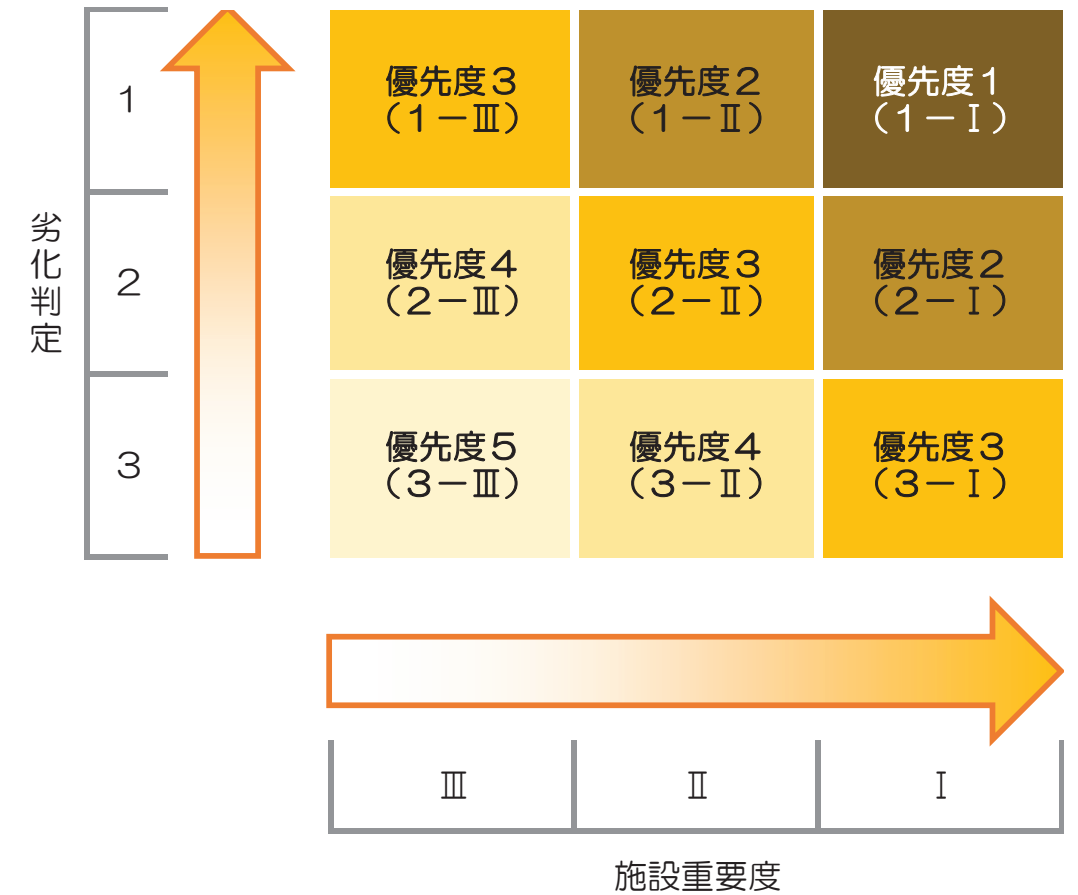 劣化判定
1
優先度3
(1－Ⅲ)
優先度2
(1－Ⅱ)
優先度1
(1－Ⅰ)
2
優先度4
(2－Ⅲ)
優先度3
(2－Ⅱ)
優先度2
(2－Ⅰ)
3
優先度5
(3－Ⅲ)
優先度4
(3－Ⅱ)
優先度3
(3－Ⅰ)
Ⅲ
Ⅱ
Ⅰ
施設重要度